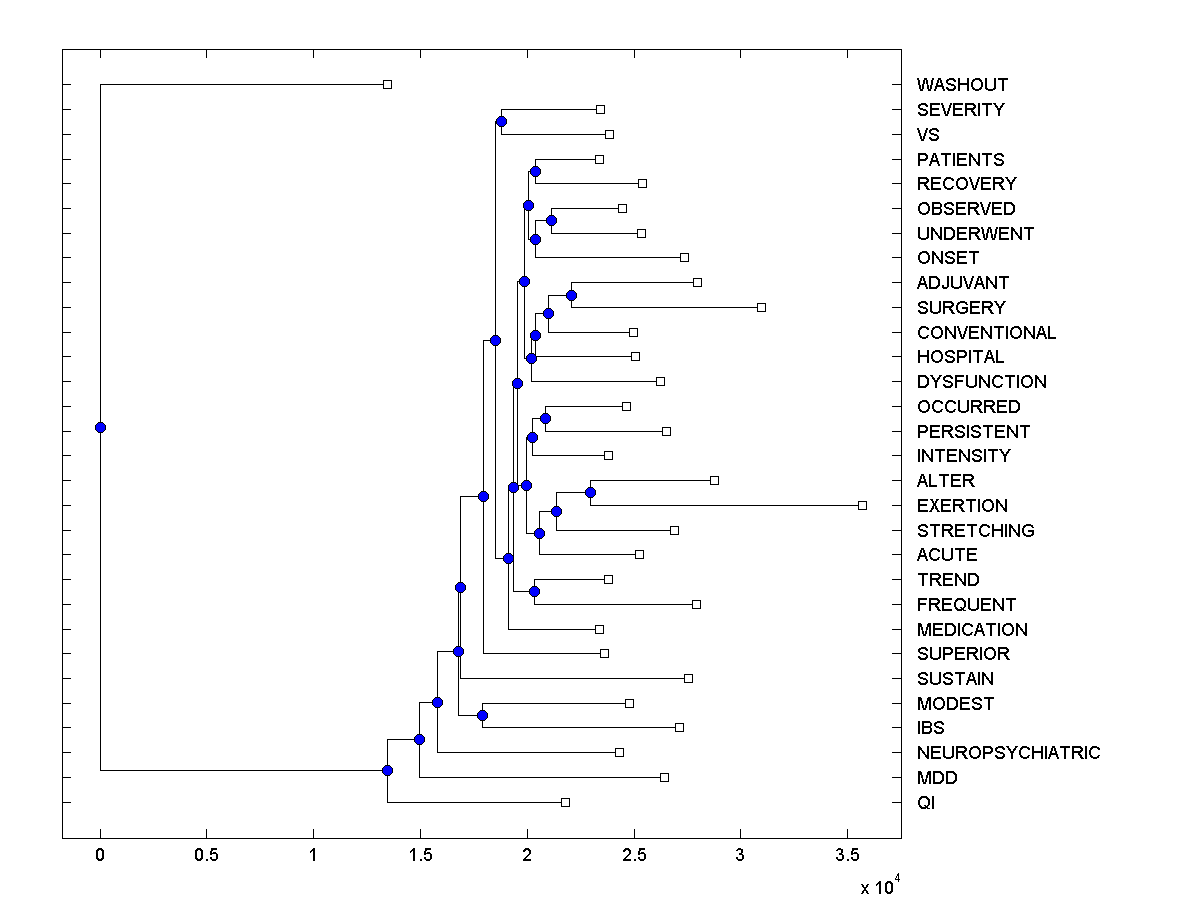 WASHOUT
SEVERITY
VS
PATIENTS
RECOVERY
OBSERVED
UNDERWENT
ONSET
ADJUVANT
SURGERY
CONVENTIONAL
HOSPITAL
DYSFUNCTION
OCCURRED
PERSISTENT
INTENSITY
ALTER
EXERTION
STRETCHING
ACUTE
TREND
FREQUENT
MEDICATION
SUPERIOR
SUSTAIN
MODEST
IBS
NEUROPSYCHIATRIC
MDD
QI
0 0.5 1 1.5 2 2.5 3 3.5
x 10^4